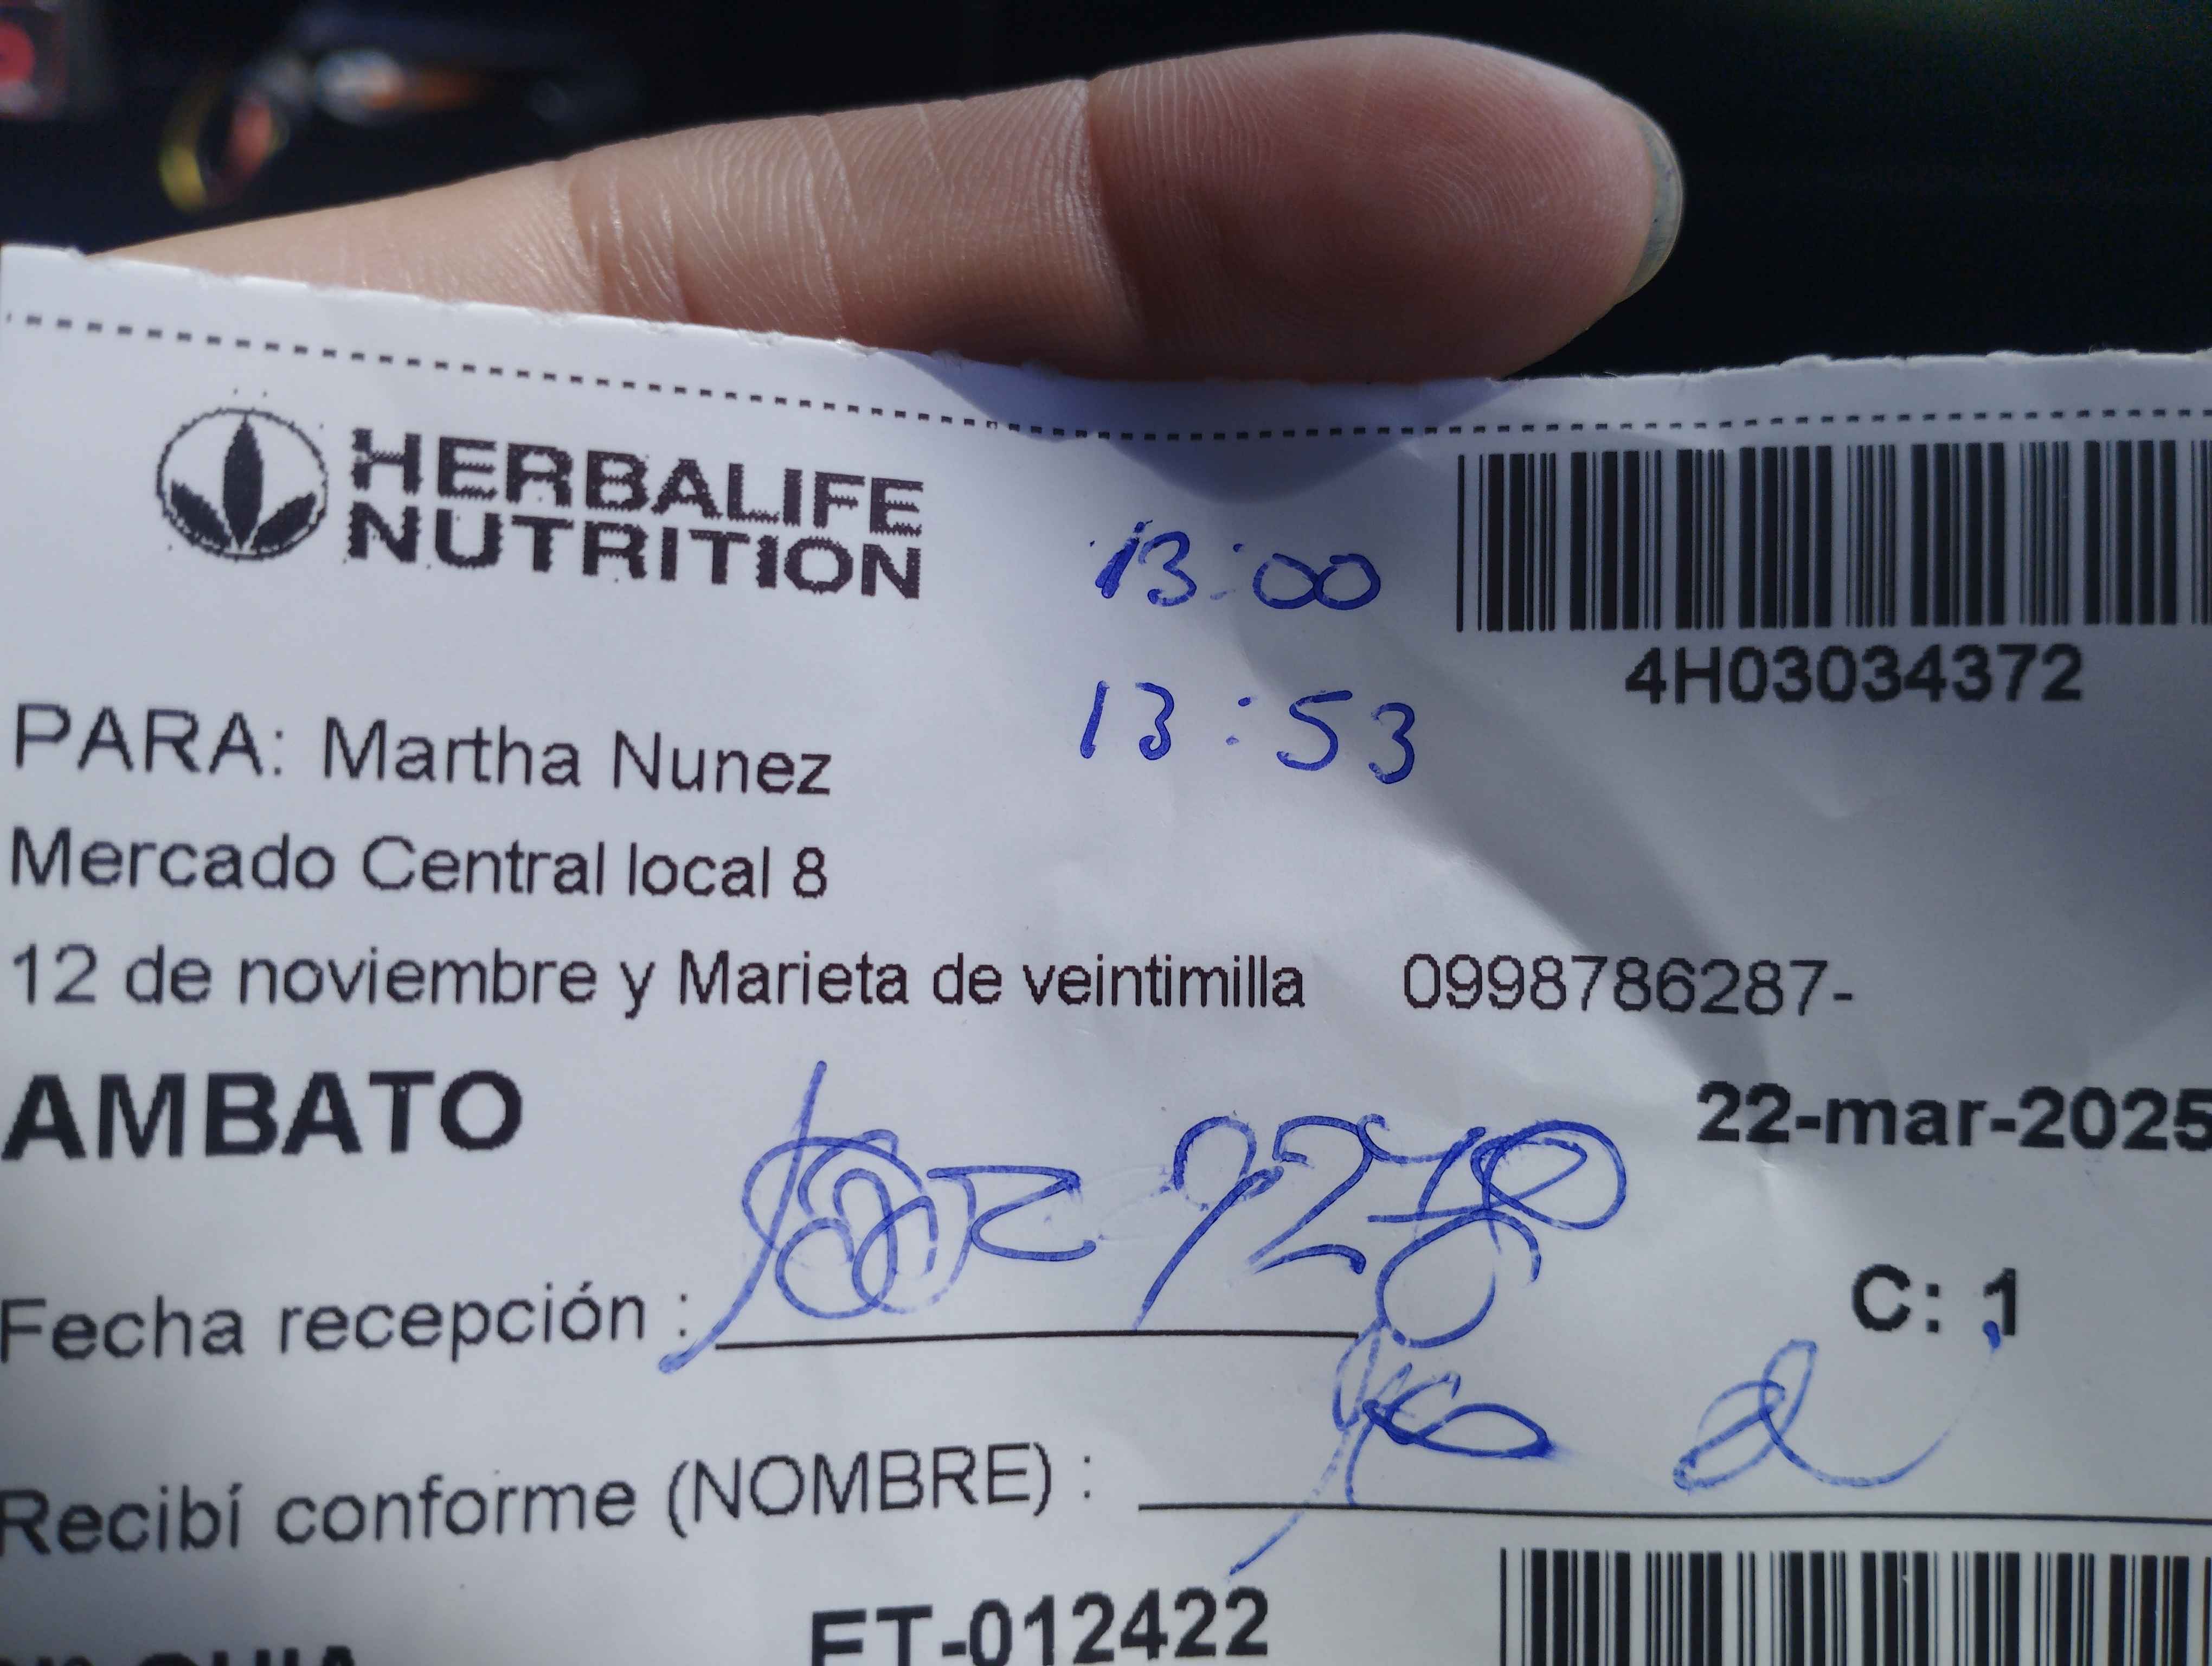 HERBALIFE
NUTRITION
13:00
4H03034372
13:53
PARA: Martha Nunez
Mercado Central local 8
12 de noviembre y Marieta de veintimilla 0998786287-
AMBATO
22-mar-2025
C: 1
Fecha recepción :
Recibí conforme (NOMBRE) :
FT-012422